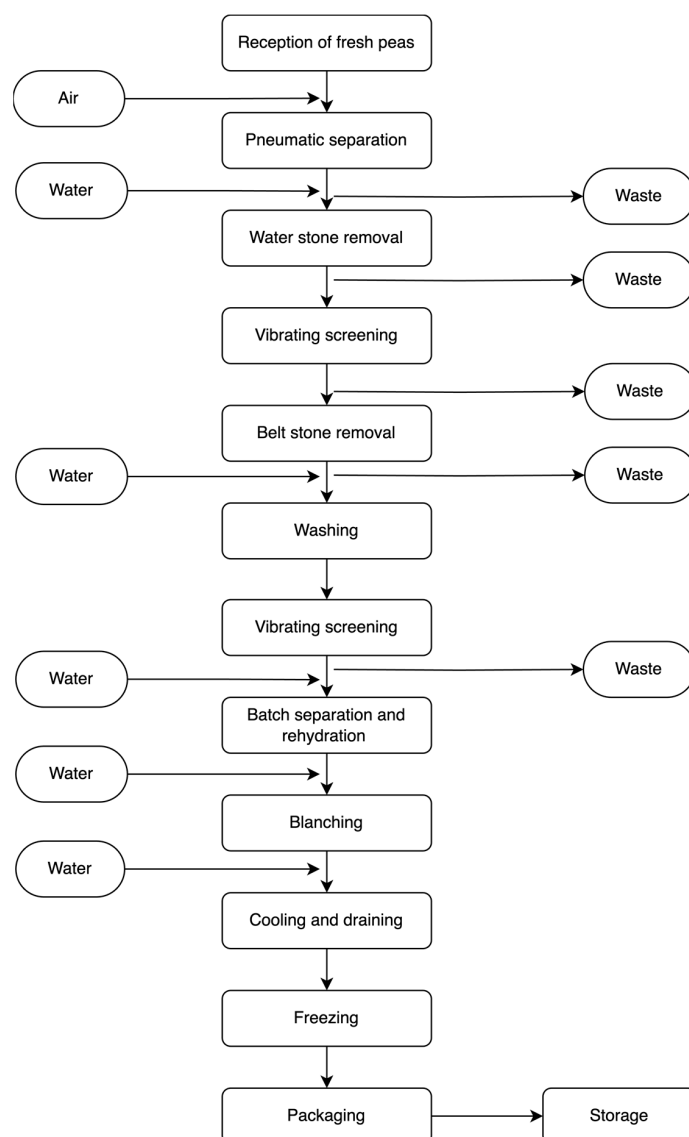 Reception of fresh peas
Air
Pneumatic separation
Water
Waste
Water stone removal
Waste
Vibrating screening
Waste
Belt stone removal
Water
Waste
Washing
Vibrating screening
Water
Waste
Batch separation and
rehydration
Water
Blanching
Water
Cooling and draining
Freezing
Packaging
Storage